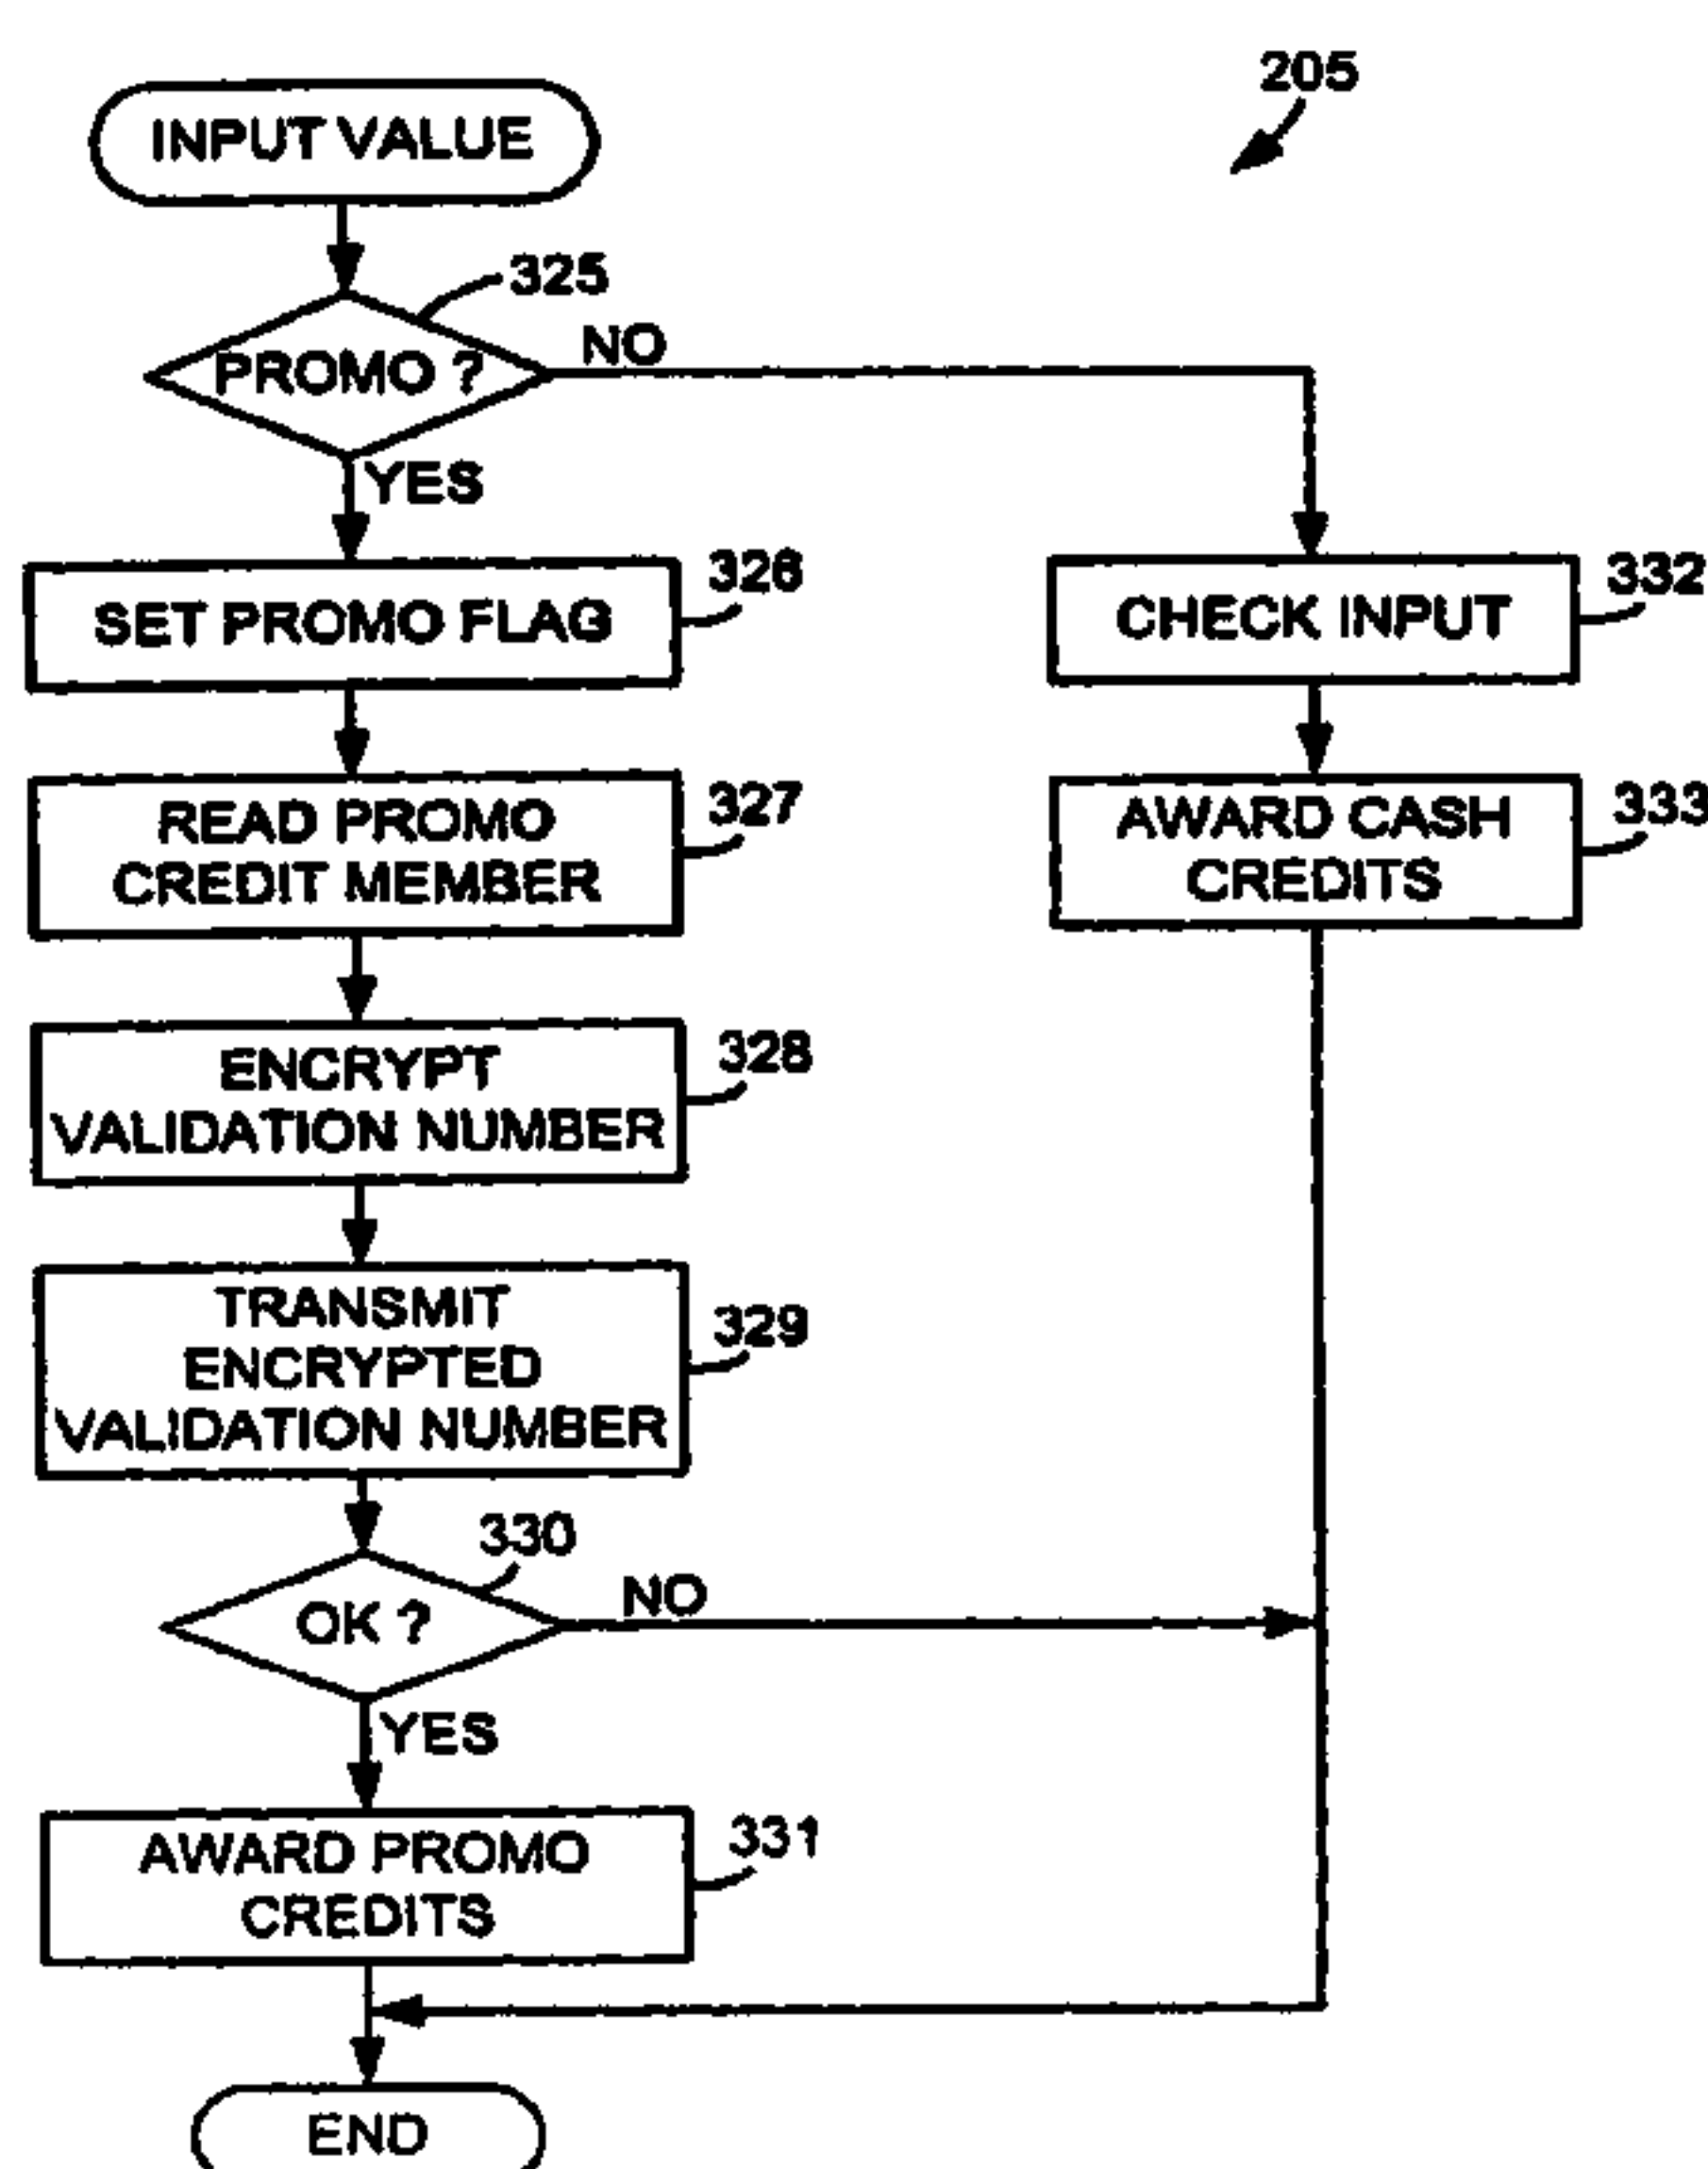 205
INPUT VALUE
325
PROMO ?
NO
YES
SET PROMO FLAG
326
CHECK INPUT
332
READ PROMO
CREDIT MEMBER
327
AWARD CASH
CREDITS
333
ENCRYPT
VALIDATION NUMBER
328
TRANSMIT
ENCRYPTED
VALIDATION NUMBER
329
330
OK ?
NO
YES
AWARD PROMO
CREDITS
331
END